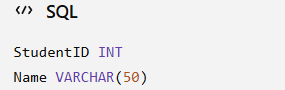 </> SQL
StudentID INT
Name VARCHAR(50)